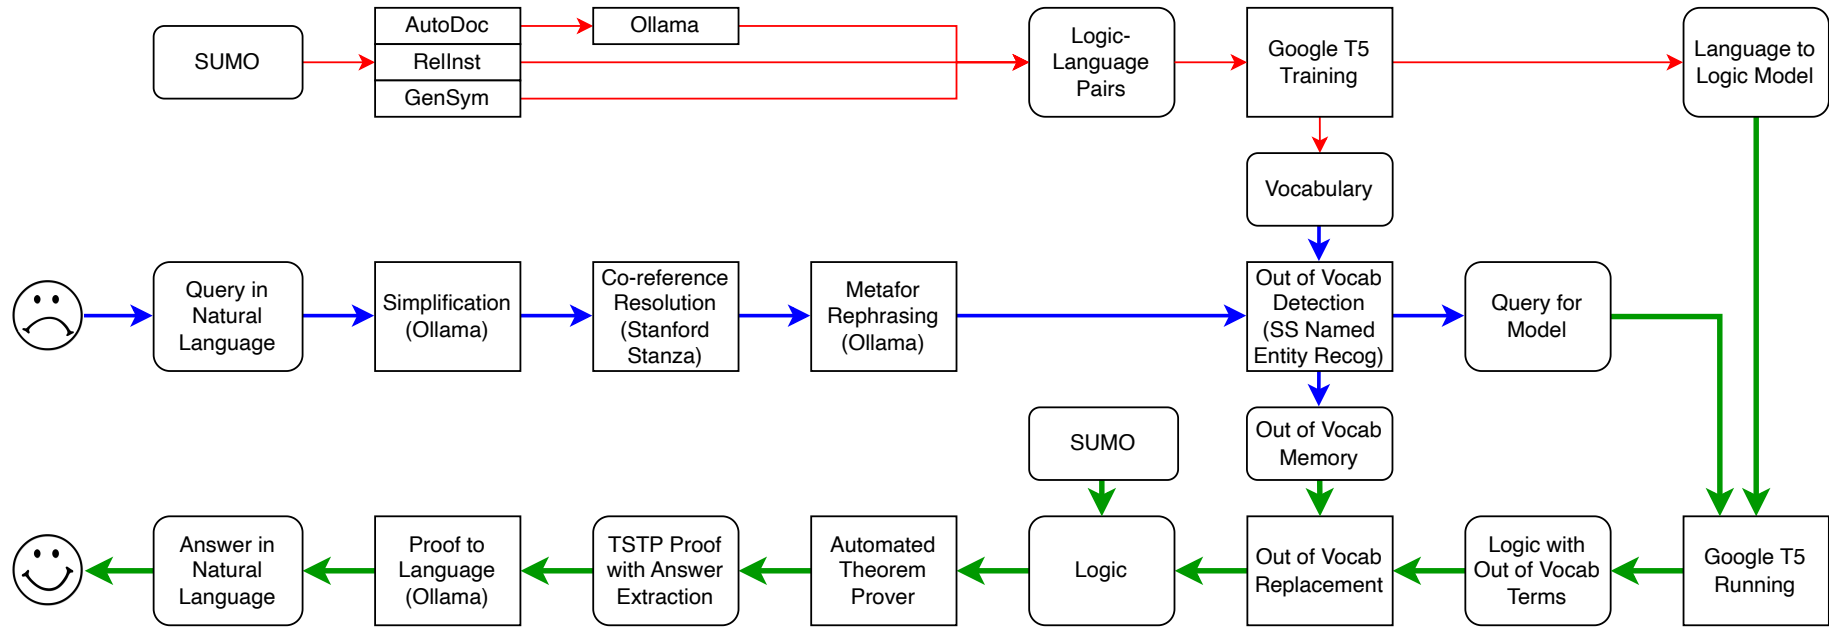 SUMO
AutoDoc
RelInst
GenSym
Ollama
Logic-
Language
Pairs
Google T5
Training
Language to
Logic Model
Vocabulary
Query in
Natural
Language
Simplification
(Ollama)
Co-reference
Resolution
(Stanford
Stanza)
Metafor
Rephrasing
(Ollama)
Out of Vocab
Detection
(SS Named
Entity Recog)
Query for
Model
SUMO
Out of Vocab
Memory
Answer in
Natural
Language
Proof to
Language
(Ollama)
TSTP Proof
with Answer
Extraction
Automated
Theorem
Prover
Logic
Out of Vocab
Replacement
Logic with
Out of Vocab
Terms
Google T5
Running